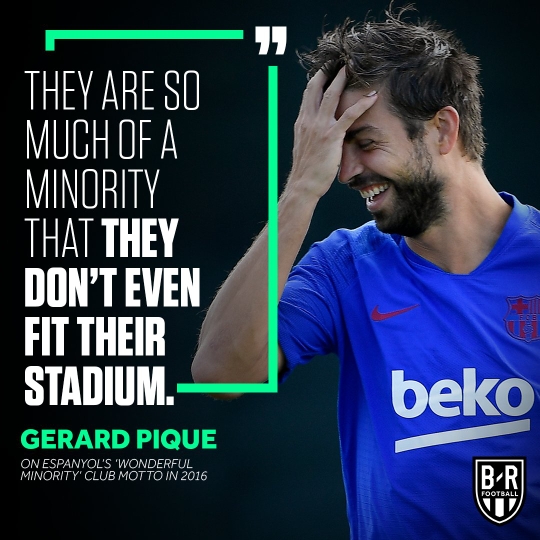 ”
THEY ARE SO
MUCH OF A
MINORITY
THAT THEY
DON'T EVEN
FIT THEIR
STADIUM.
GERARD PIQUE
ON ESPANYOL'S 'WONDERFUL
MINORITY' CLUB MOTTO IN 2016
beko
B R
FOOTBALL